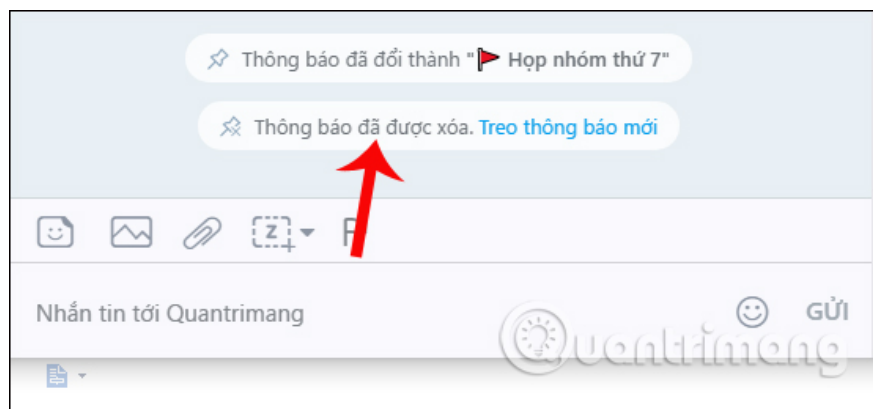 Thông báo đã đổi thành "🚩 Họp nhóm thứ 7"
Thông báo đã được xóa. Treo thông báo mới
Z
Nhắn tin tới Quantrimang
GỬI
Quantrimang